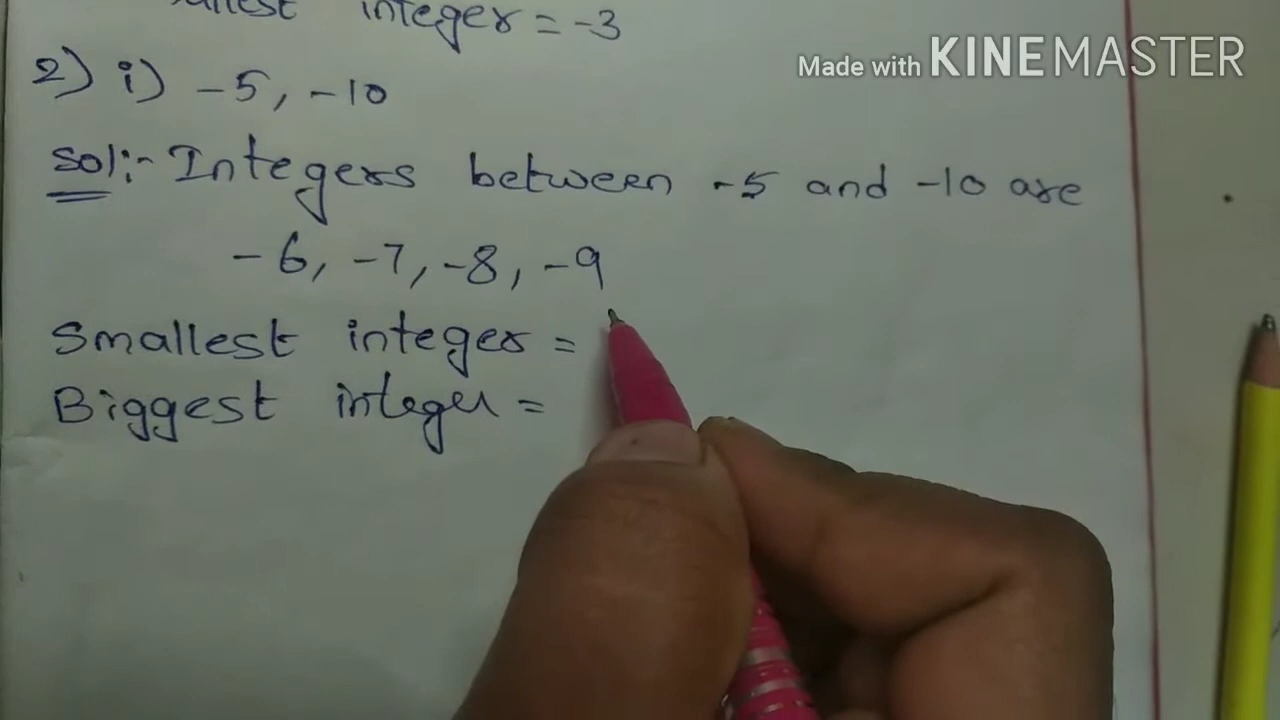 integer = -3
Made with KINEMASTER
2) i) -5, -10
Sol:- Integers between -5 and -10 are
-6, -7, -8, -9
Smallest integer =
Biggest integer =